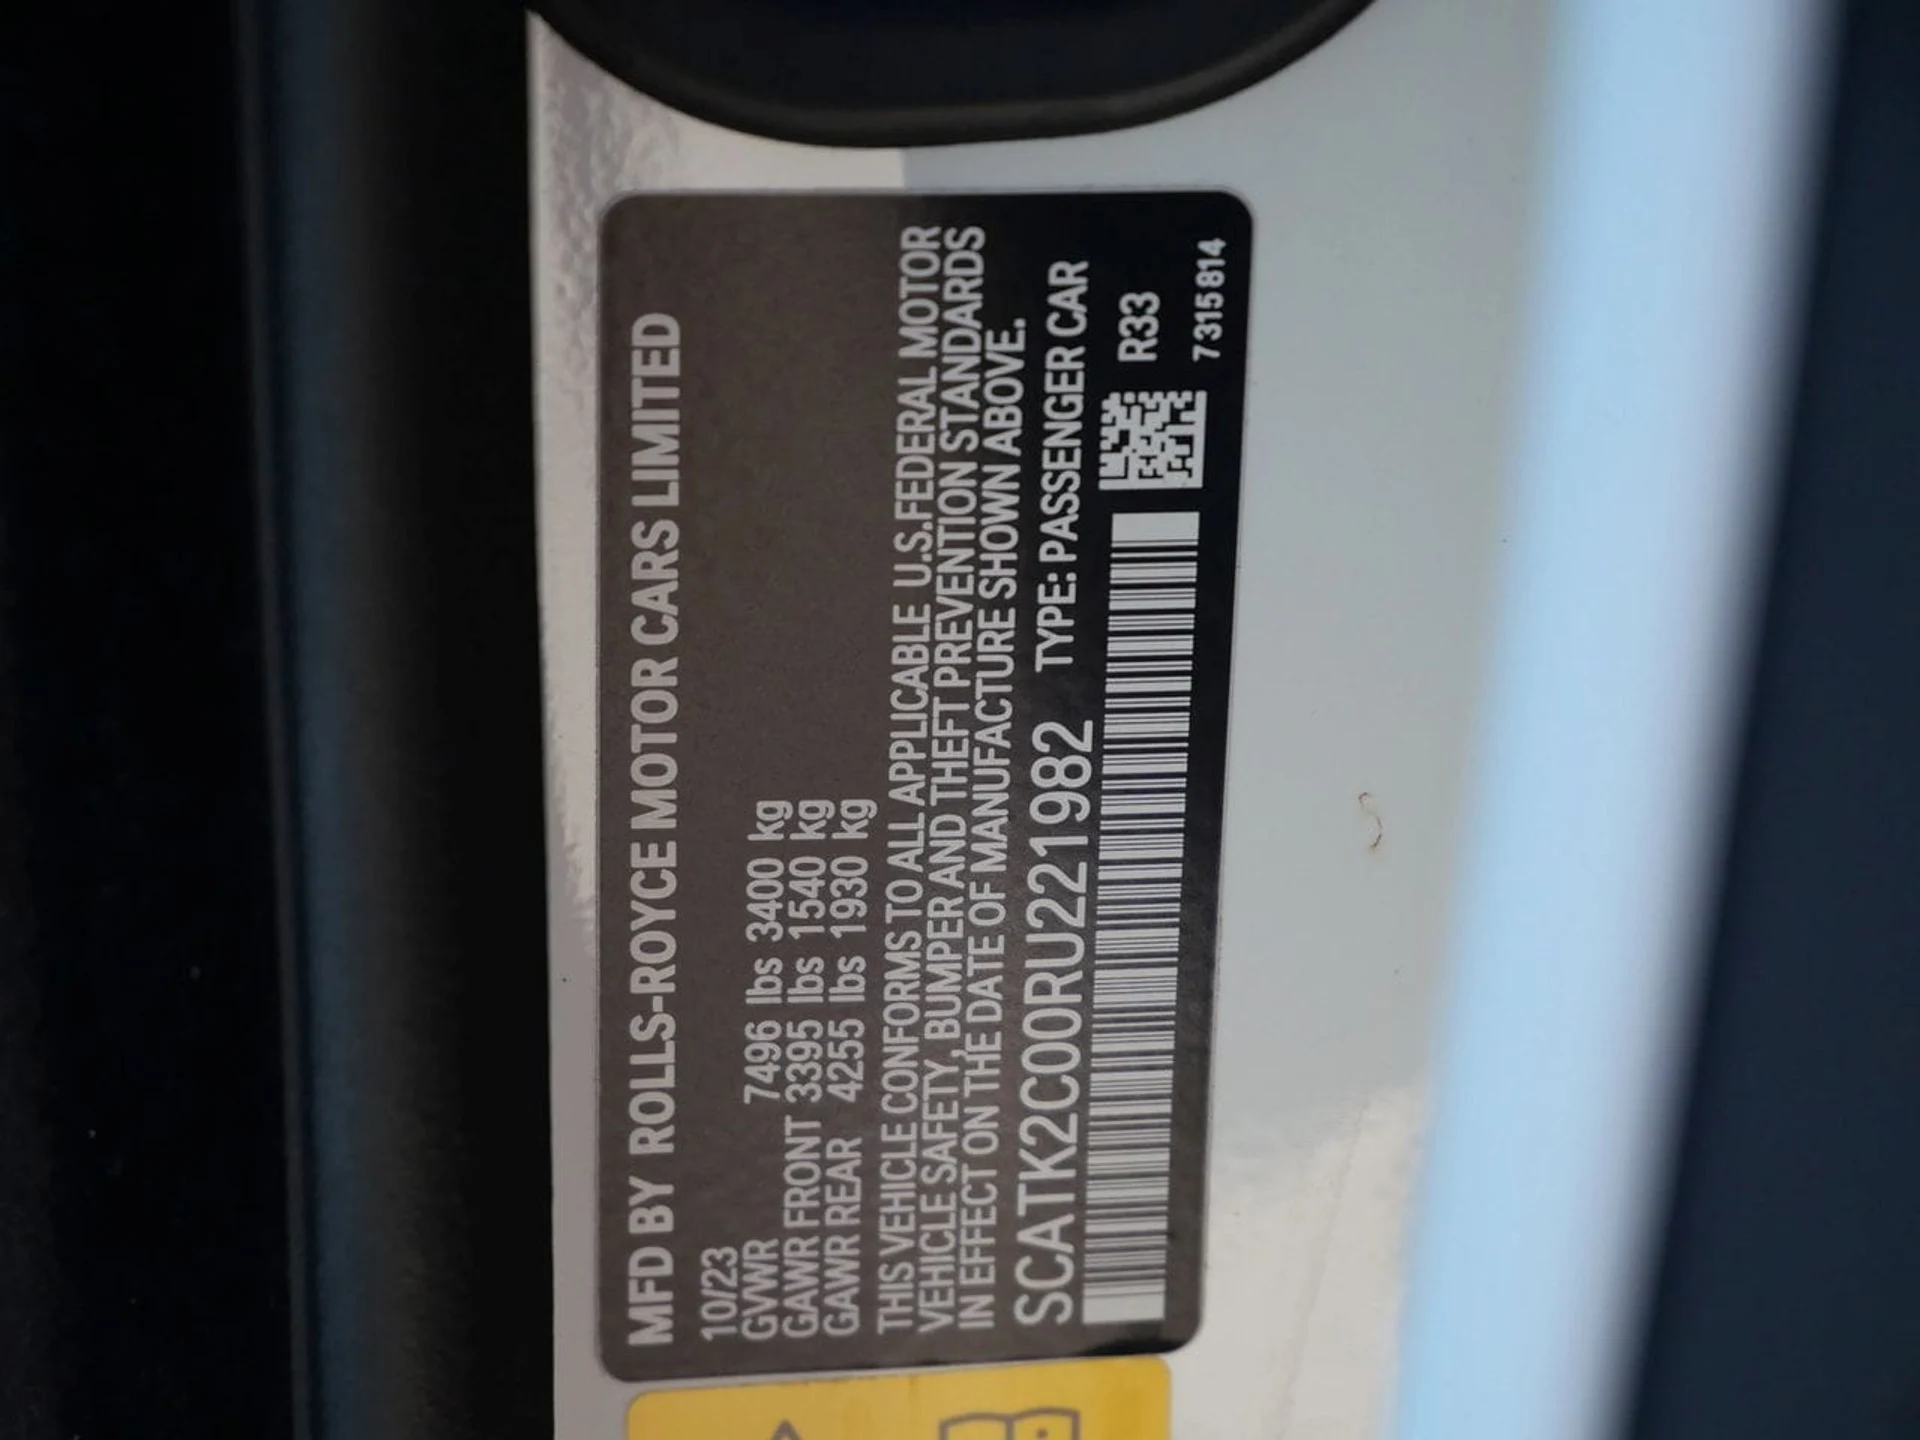 MFD BY ROLLS-ROYCE MOTOR CARS LIMITED
10/23
GVWR 7496 lbs 3400 kg
GAWR FRONT 3395 lbs 1540 kg
GAWR REAR 4255 lbs 1930 kg
THIS VEHICLE CONFORMS TO ALL APPLICABLE U.S.FEDERAL MOTOR
VEHICLE SAFETY, BUMPER AND THEFT PREVENTION STANDARDS
IN EFFECT ON THE DATE OF MANUFACTURE SHOWN ABOVE.
SCATK2C00RU221982 TYPE: PASSENGER CAR
R33
7315814